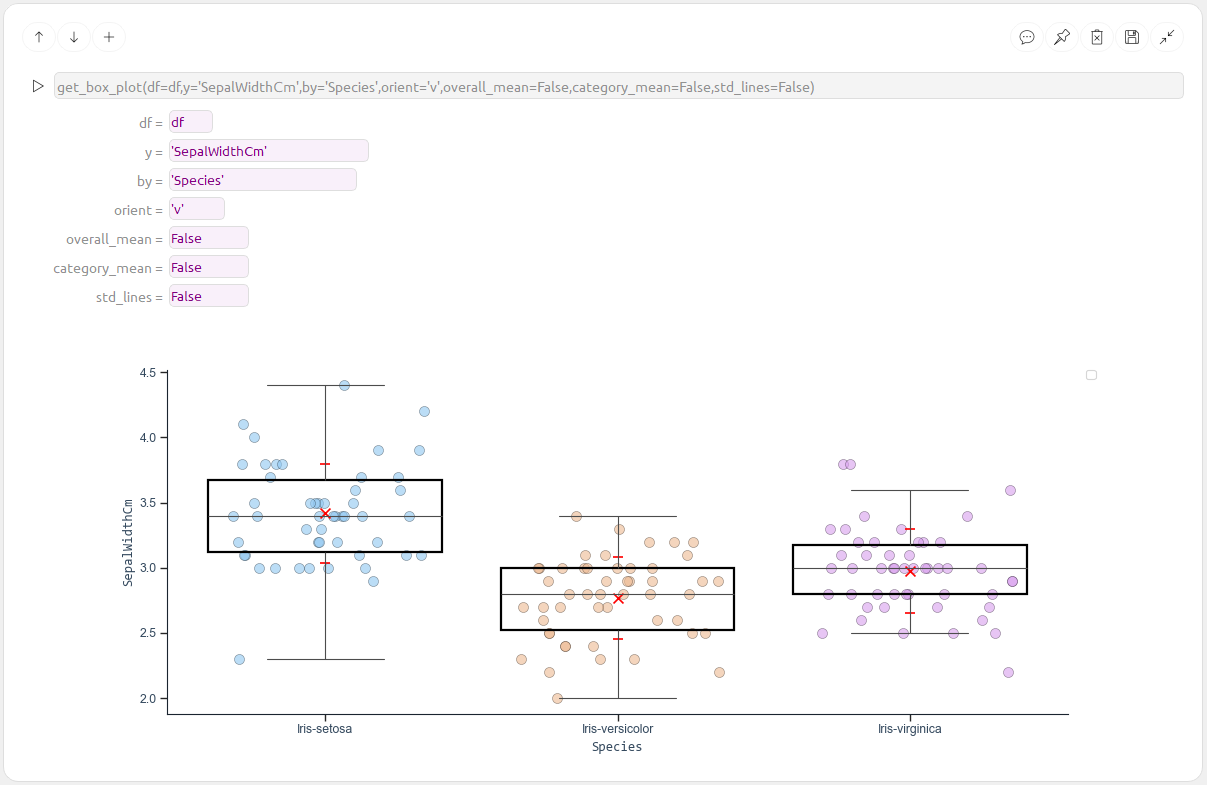 get_box_plot(df=df,y='SepalWidthCm',by='Species',orient='v',overall_mean=False,category_mean=False,std_lines=False)
df = df
y = 'SepalWidthCm'
by = 'Species'
orient = 'v'
overall_mean = False
category_mean = False
std_lines = False
4.5
4.0
3.5
3.0
2.5
2.0
SepalWidthCm
Iris-setosa Iris-versicolor Iris-virginica
Species